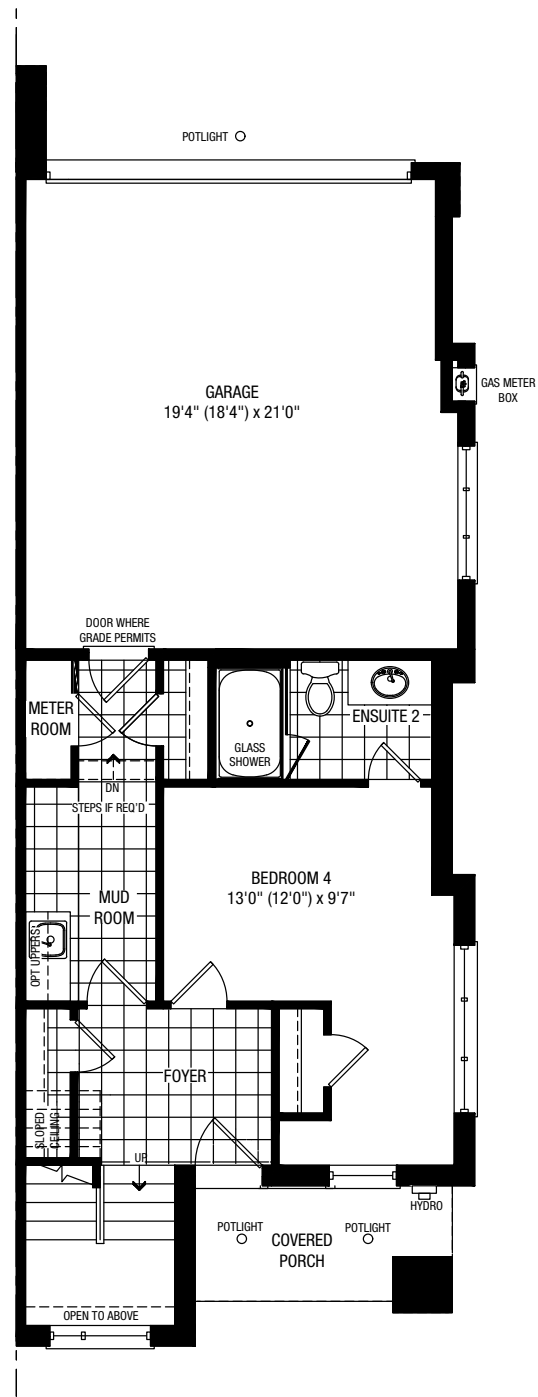 POTLIGHT
GARAGE
19'4" (18'4") x 21'0"
GAS METER
BOX
DOOR WHERE
GRADE PERMITS
METER
ROOM
ENSUITE 2
GLASS
SHOWER
DN
STEPS IF REQ'D
BEDROOM 4
13'0" (12'0") x 9'7"
MUD
ROOM
OPT UPPERS
FOYER
SLOPED
CEILING
UP
HYDRO
POTLIGHT
POTLIGHT
COVERED
PORCH
OPEN TO ABOVE